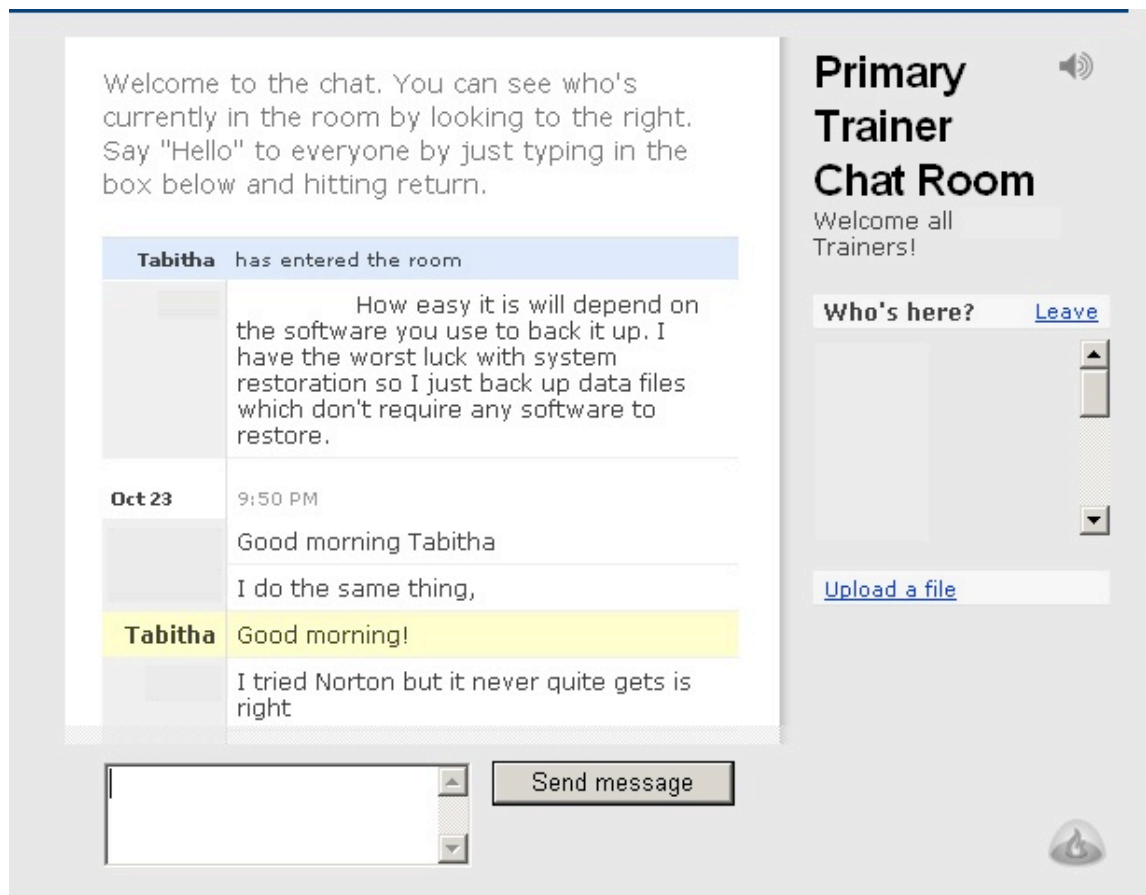 Welcome to the chat. You can see who's
currently in the room by looking to the right.
Say "Hello" to everyone by just typing in the
box below and hitting return.
Tabitha has entered the room
How easy it is will depend on
the software you use to back it up. I
have the worst luck with system
restoration so I just back up data files
which don't require any software to
restore.
Oct 23 9:50 PM
Good morning Tabitha
I do the same thing,
Tabitha Good morning!
I tried Norton but it never quite gets is
right
Send message
Primary
Trainer
Chat Room
Welcome all
Trainers!
Who's here? Leave
Upload a file